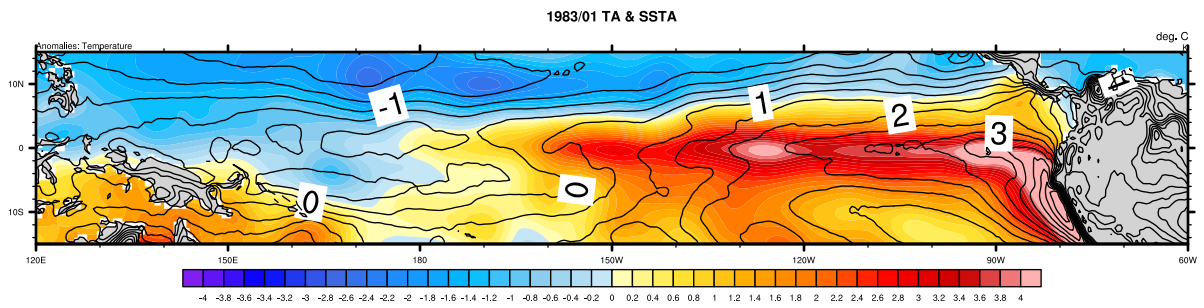 1983/01 TA & SSTA
Anomalies: Temperature
deg. C
10N
0
10S
-1
1
2
3
0
0
120E 150E 180 150W 120W 90W 60W
-4 -3.8 -3.6 -3.4 -3.2 -3 -2.8 -2.6 -2.4 -2.2 -2 -1.8 -1.6 -1.4 -1.2 -1 -0.8 -0.6 -0.4 -0.2 0 0.2 0.4 0.6 0.8 1 1.2 1.4 1.6 1.8 2 2.2 2.4 2.6 2.8 3 3.2 3.4 3.6 3.8 4